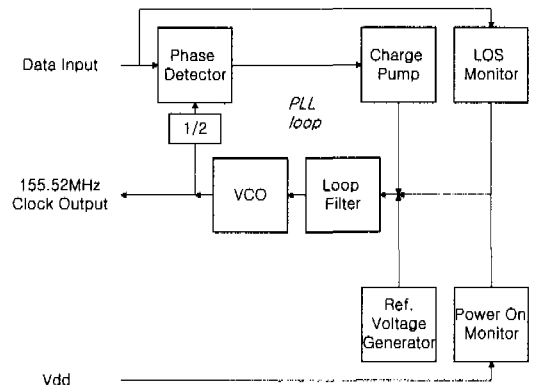 Data Input
Phase
Detector
Charge
Pump
LOS
Monitor
PLL
loop
1/2
155.52MHz
Clock Output
VCO
Loop
Filter
Ref.
Voltage
Generator
Power On
Monitor
Vdd